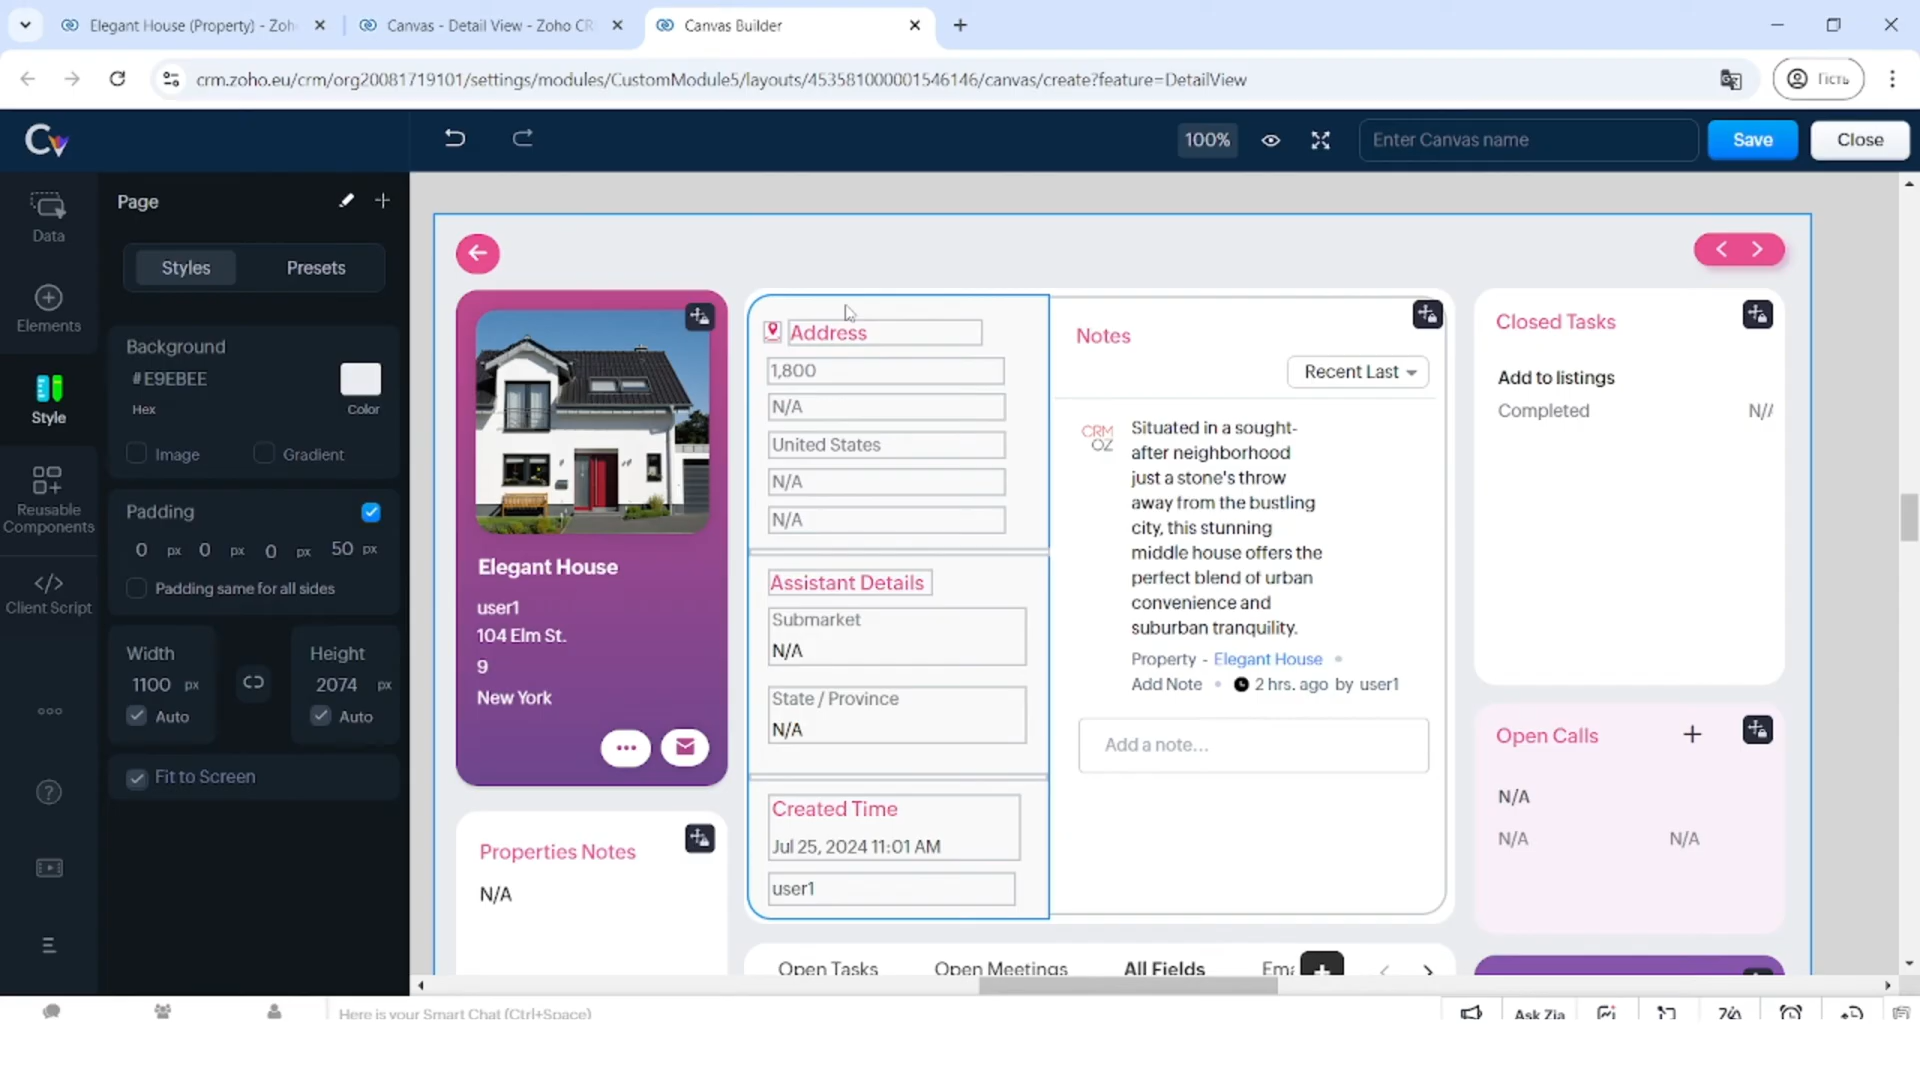 Elegant House (Property) - Zoh
Canvas - Detail View - Zoho CR
Canvas Builder
crm.zoho.eu/crm/org20081719101/settings/modules/CustomModule5/layouts/453581000001546146/canvas/create?feature=DetailView
Гість
Cv
100%
Enter Canvas name
Save
Close
Data
Elements
Style
Reusable
Components
Client Script
Page
Styles
Presets
Background
#E9EBEE
Hex
Color
Image
Gradient
Padding
0 px 0 px 0 px 50 px
Padding same for all sides
Width
Height
1100 px
2074 px
Auto
Auto
Fit to Screen
Elegant House
user1
104 Elm St.
9
New York
Properties Notes
N/A
Address
1,800
N/A
United States
N/A
N/A
Assistant Details
Submarket
N/A
State / Province
N/A
Created Time
Jul 25, 2024 11:01 AM
user1
Notes
Recent Last
CRM
OZ
Situated in a sought-
after neighborhood
just a stone's throw
away from the bustling
city, this stunning
middle house offers the
perfect blend of urban
convenience and
suburban tranquility.
Property - Elegant House
Add Note • 2 hrs. ago by user1
Add a note...
Closed Tasks
Add to listings
Completed
N/
Open Calls
N/A
N/A
N/A
Open Tasks
Open Meetings
All Fields
Ema
Here is your Smart Chat (Ctrl+Space)
Ask Zia